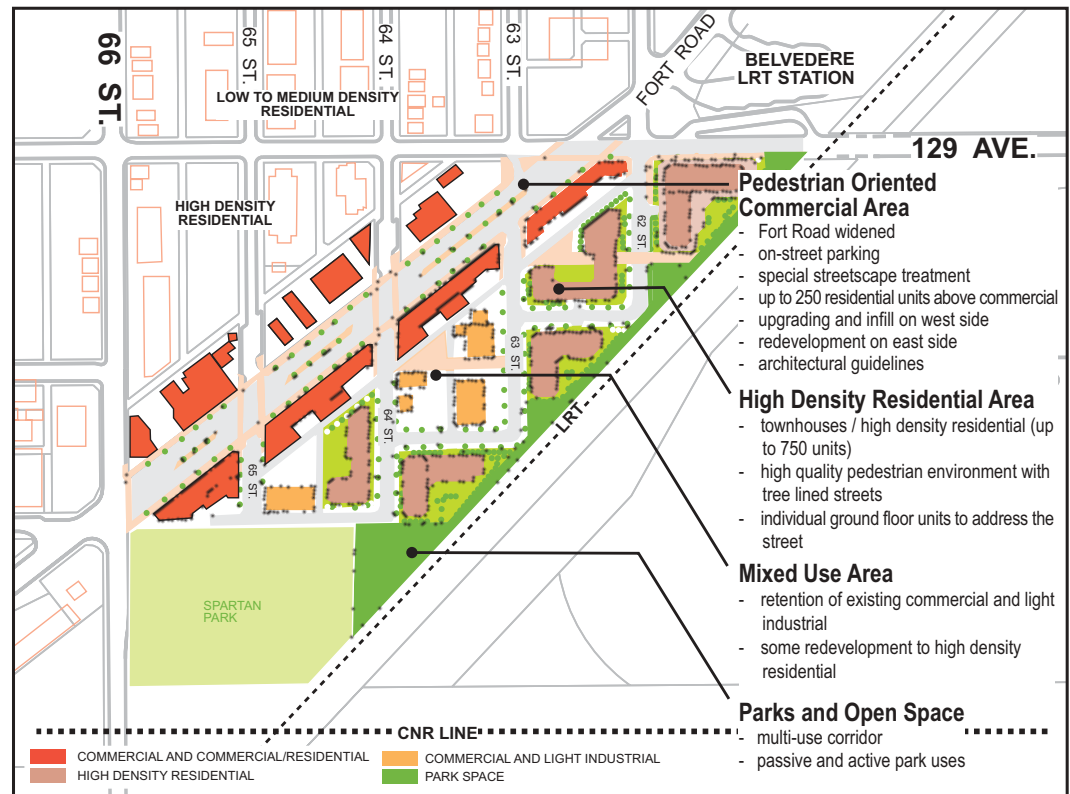 66 ST.
65 ST.
64 ST.
63 ST.
FORT ROAD
BELVEDERE
LRT STATION
LOW TO MEDIUM DENSITY
RESIDENTIAL
129 AVE.
HIGH DENSITY
RESIDENTIAL
62 ST.
63 ST.
64 ST.
65 ST.
LRT
SPARTAN
PARK
Pedestrian Oriented
Commercial Area
- Fort Road widened
- on-street parking
- special streetscape treatment
- up to 250 residential units above commercial
- upgrading and infill on west side
- redevelopment on east side
- architectural guidelines
High Density Residential Area
- townhouses / high density residential (up
to 750 units)
- high quality pedestrian environment with
tree lined streets
- individual ground floor units to address the
street
Mixed Use Area
- retention of existing commercial and light
industrial
- some redevelopment to high density
residential
Parks and Open Space
- multi-use corridor
- passive and active park uses
CNR LINE
COMMERCIAL AND COMMERCIAL/RESIDENTIAL
HIGH DENSITY RESIDENTIAL
COMMERCIAL AND LIGHT INDUSTRIAL
PARK SPACE